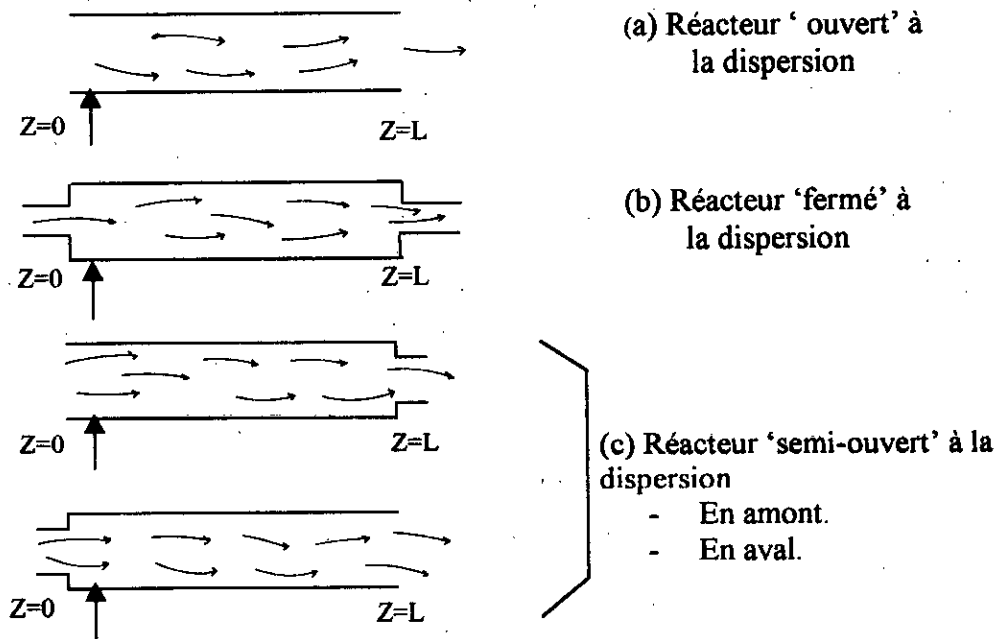 (a) Réacteur ‘ ouvert’ à
la dispersion
Z=0
Z=L
(b) Réacteur ‘fermé’ à
la dispersion
Z=0
Z=L
Z=L
(c) Réacteur ‘semi-ouvert’ à la
dispersion
- En amont.
- En aval.
Z=0
Z=L